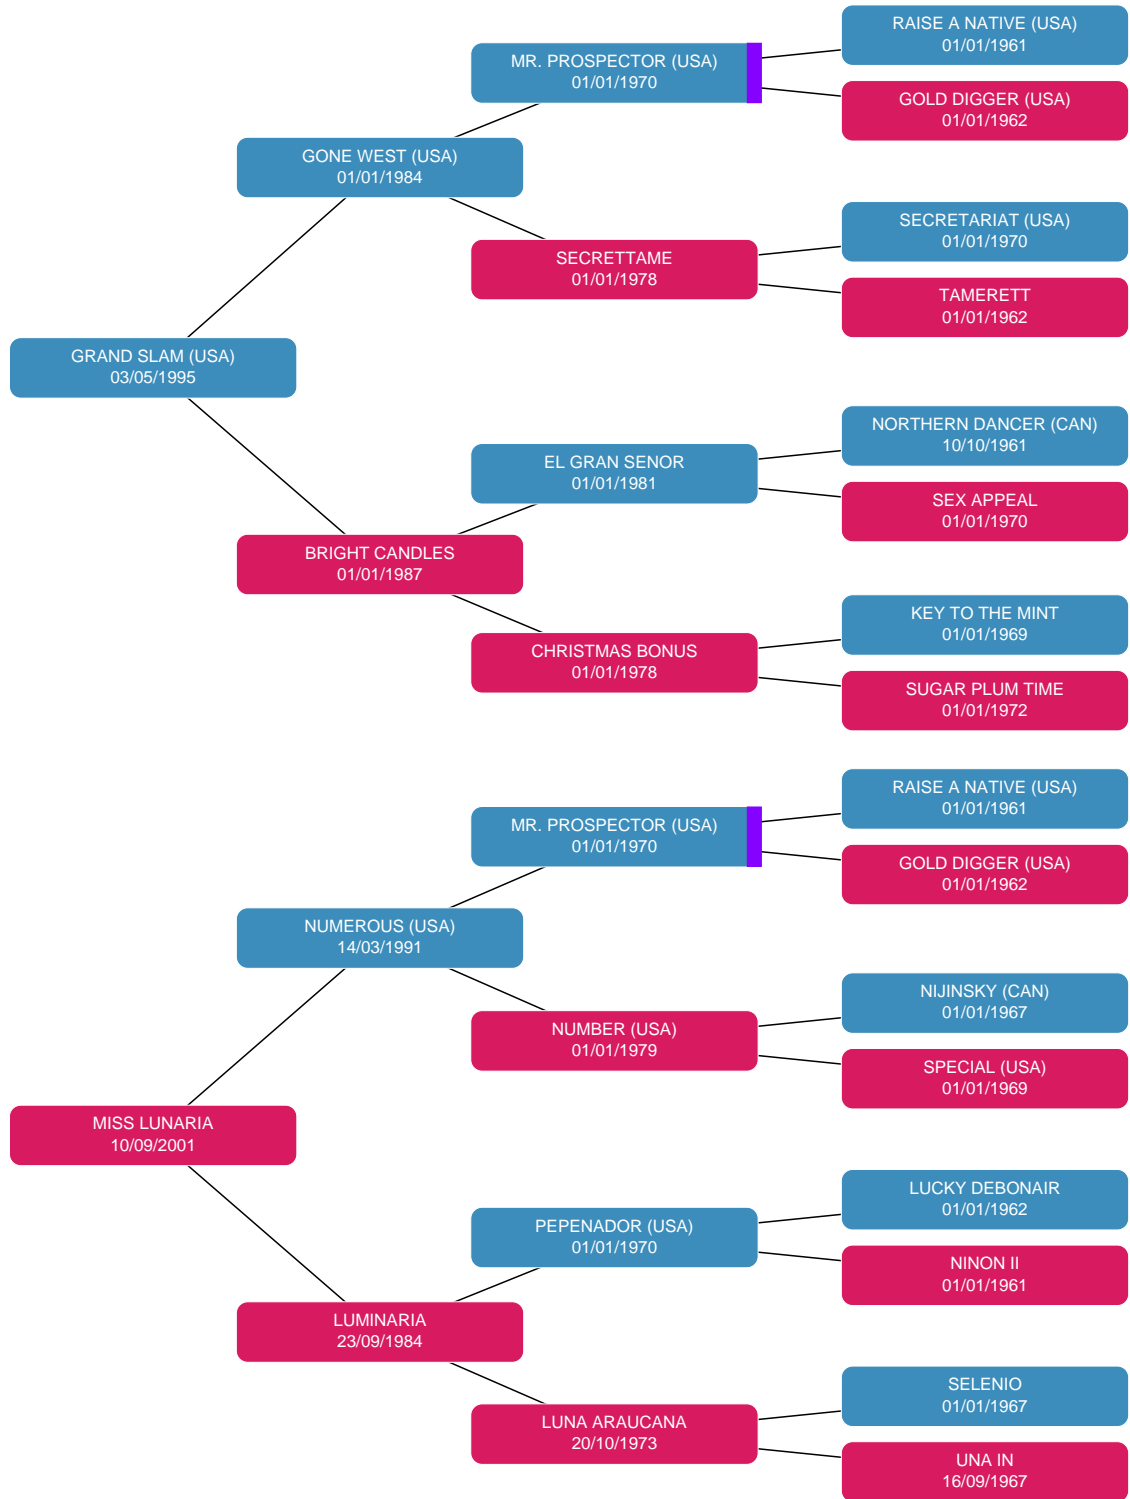 RAISE A NATIVE (USA)
01/01/1961
MR. PROSPECTOR (USA)
01/01/1970
GOLD DIGGER (USA)
01/01/1962
GONE WEST (USA)
01/01/1984
SECRETARIAT (USA)
01/01/1970
SECRETTAME
01/01/1978
TAMERETT
01/01/1962
GRAND SLAM (USA)
03/05/1995
NORTHERN DANCER (CAN)
10/10/1961
EL GRAN SENOR
01/01/1981
SEX APPEAL
01/01/1970
BRIGHT CANDLES
01/01/1987
KEY TO THE MINT
01/01/1969
CHRISTMAS BONUS
01/01/1978
SUGAR PLUM TIME
01/01/1972
RAISE A NATIVE (USA)
01/01/1961
MR. PROSPECTOR (USA)
01/01/1970
GOLD DIGGER (USA)
01/01/1962
NUMEROUS (USA)
14/03/1991
NIJINSKY (CAN)
01/01/1967
NUMBER (USA)
01/01/1979
SPECIAL (USA)
01/01/1969
MISS LUNARIA
10/09/2001
LUCKY DEBONAIR
01/01/1962
PEPENADOR (USA)
01/01/1970
NINON II
01/01/1961
LUMINARIA
23/09/1984
SELENIO
01/01/1967
LUNA ARAUCANA
20/10/1973
UNA IN
16/09/1967